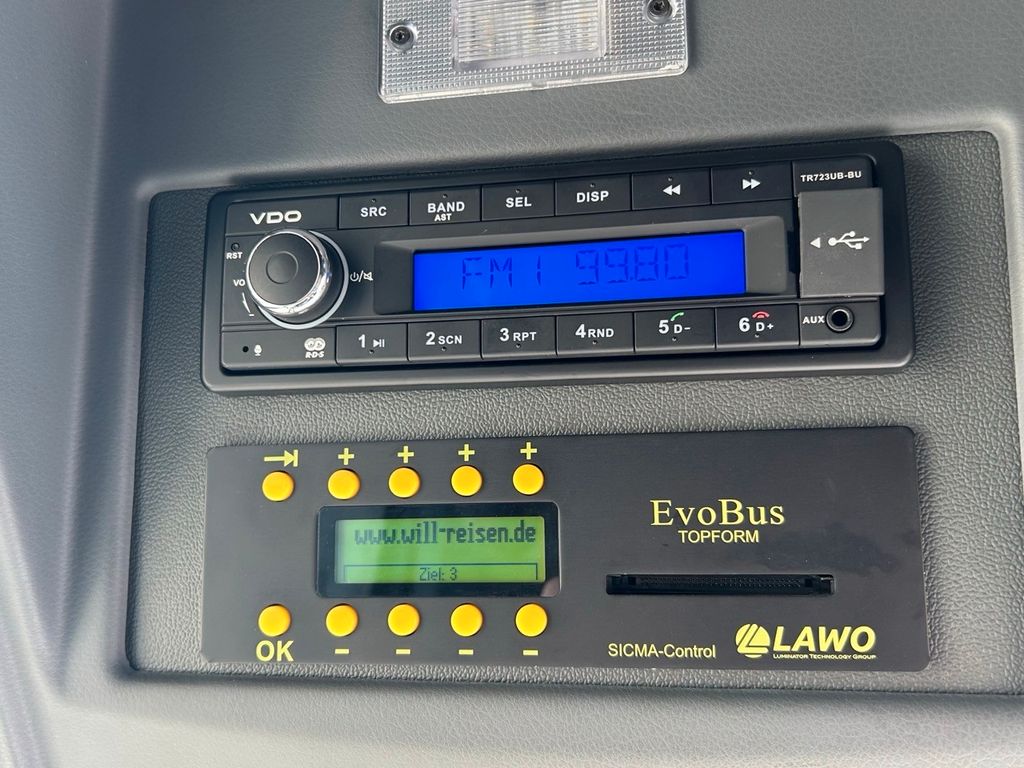 VDO
SRC
BAND
AST
SEL
DISP
TR723UB-BU
RST
VO
FM1 99.80
1
2 SCN
3 RPT
4 RND
5 D-
6 D+
AUX
R·D·S
+ + + +
www.will-reisen.de
Ziel: 3
OK
- - - -
EvoBus
TOPFORM
SICMA-Control
LAWO
LUMINATOR TECHNOLOGY GROUP